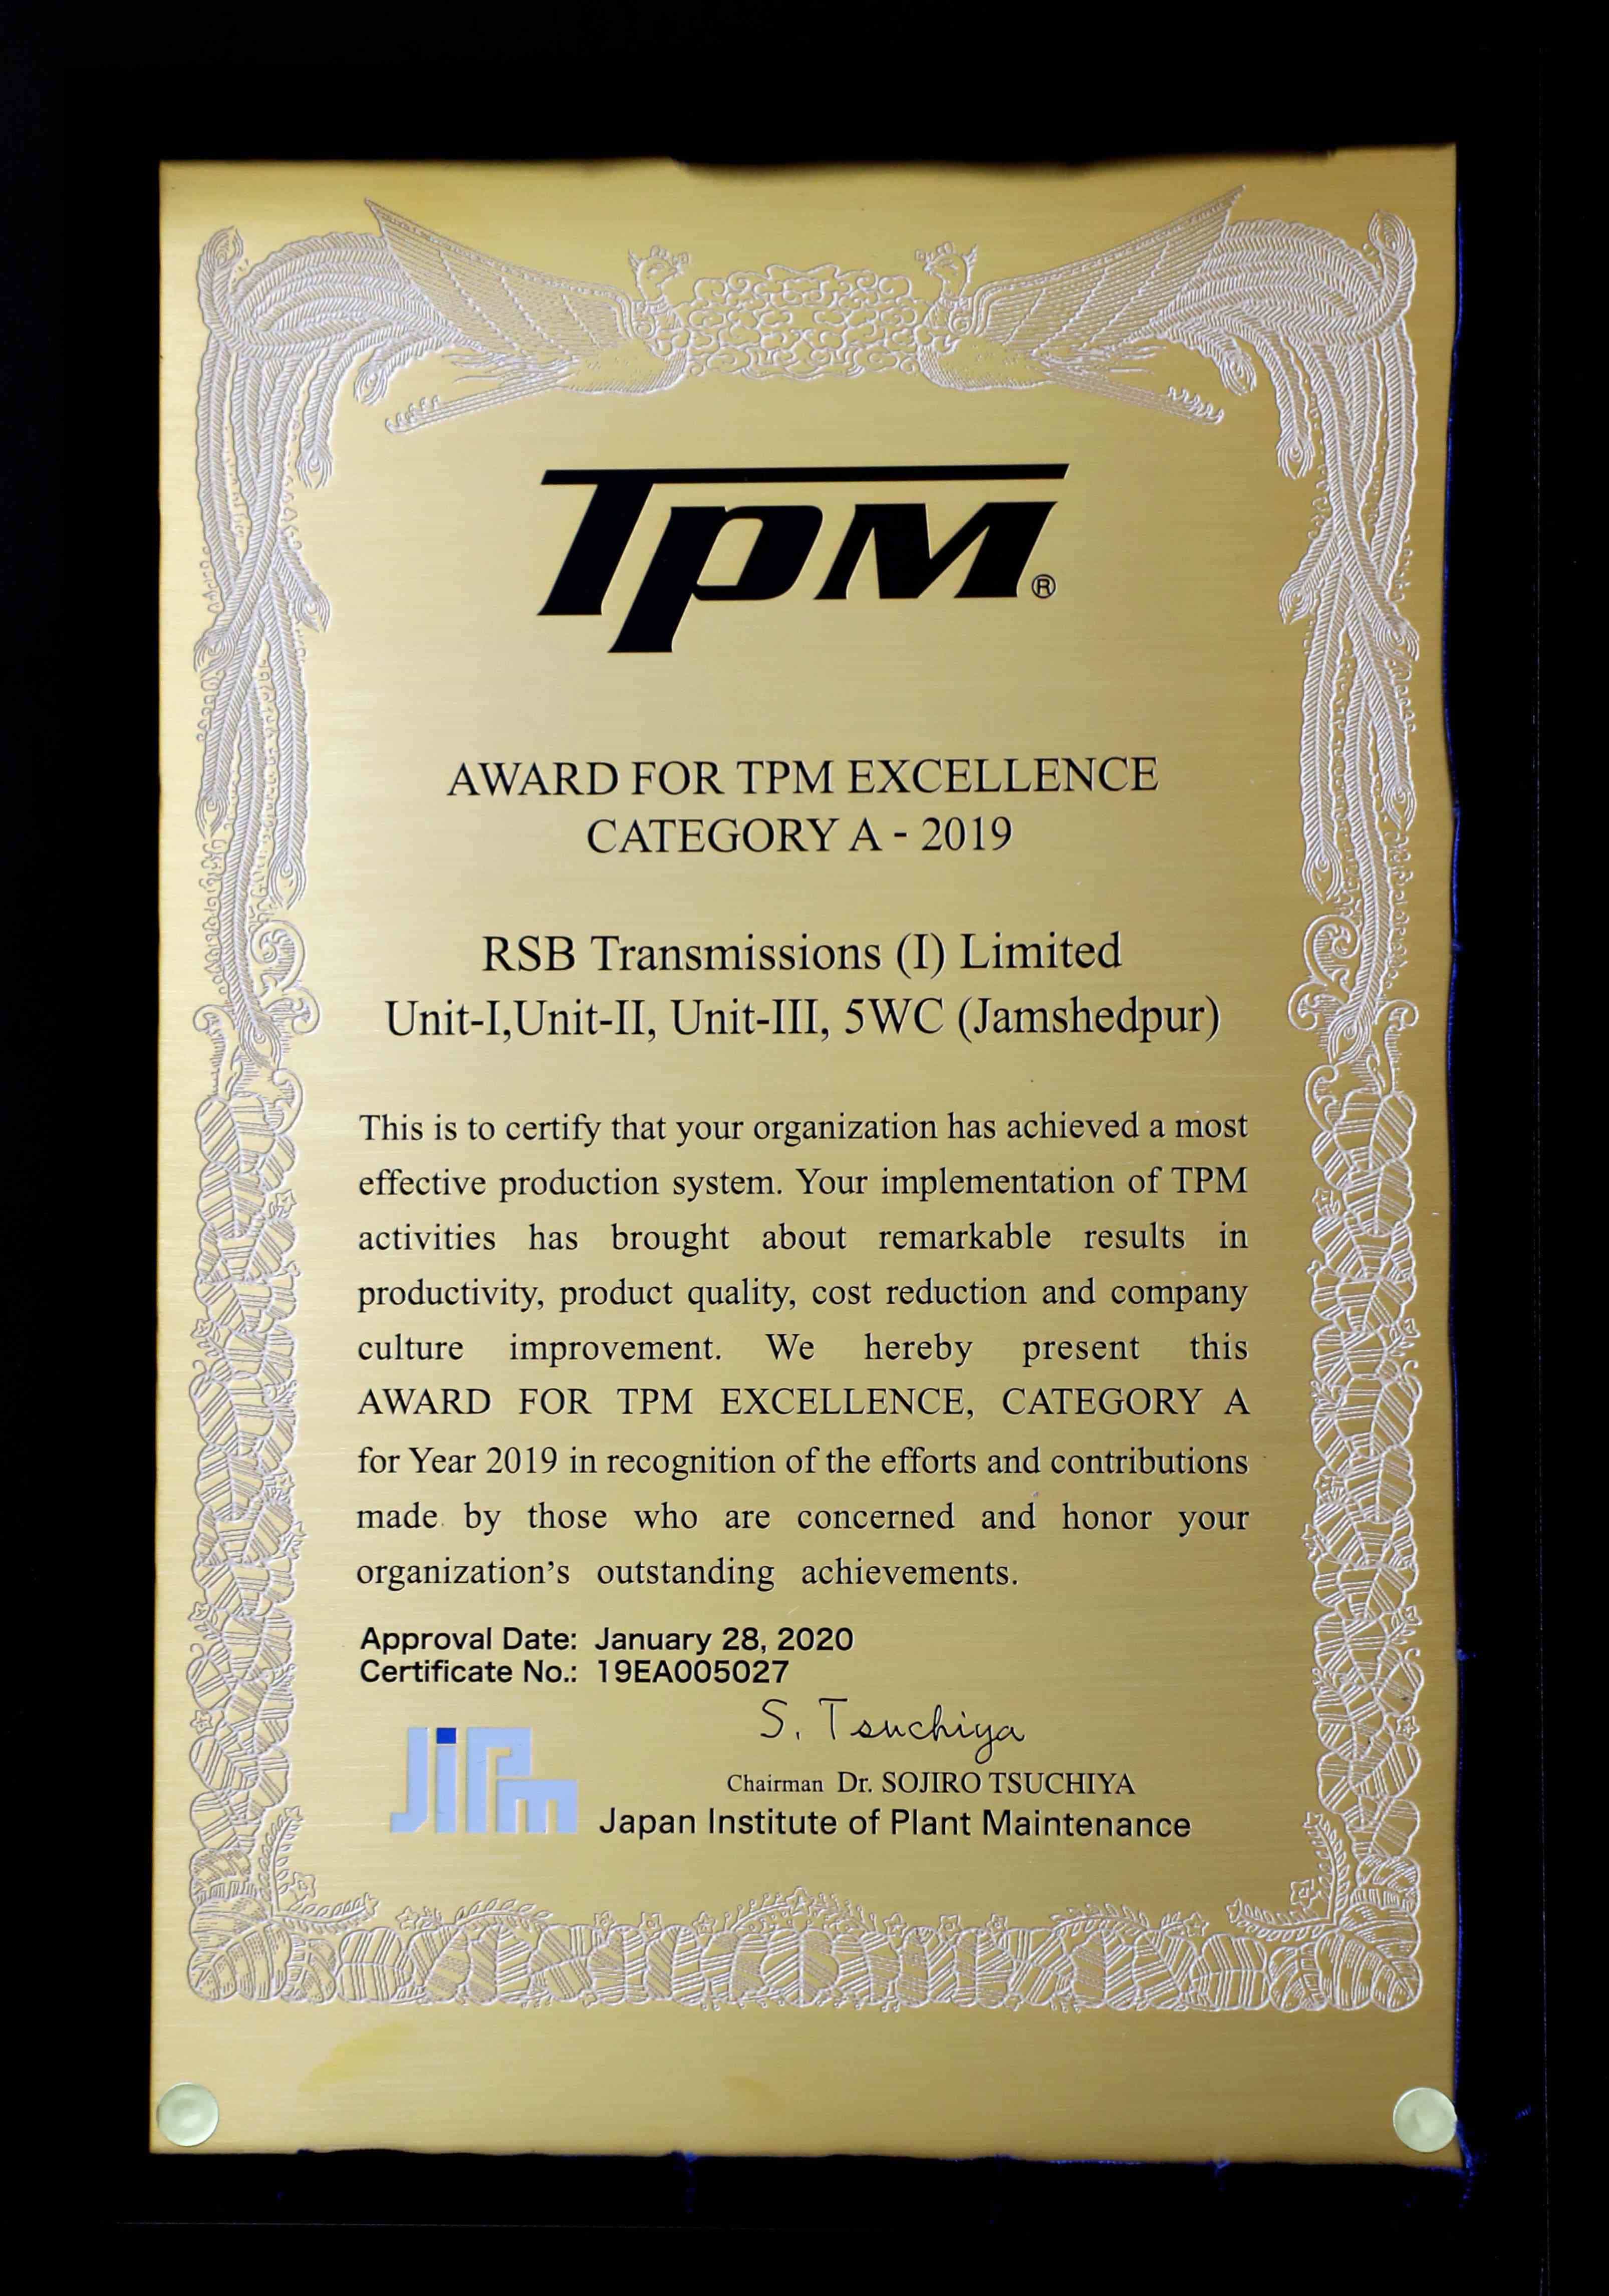 TPM®
AWARD FOR TPM EXCELLENCE
CATEGORY A - 2019
RSB Transmissions (I) Limited
Unit-I,Unit-II, Unit-III, 5WC (Jamshedpur)
This is to certify that your organization has achieved a most
effective production system. Your implementation of TPM
activities has brought about remarkable results in
productivity, product quality, cost reduction and company
culture improvement. We hereby present this
AWARD FOR TPM EXCELLENCE, CATEGORY A
for Year 2019 in recognition of the efforts and contributions
made by those who are concerned and honor your
organization's outstanding achievements.
Approval Date: January 28, 2020
Certificate No.: 19EA005027
S. Tsuchiya
Chairman Dr. SOJIRO TSUCHIYA
JIPm
Japan Institute of Plant Maintenance